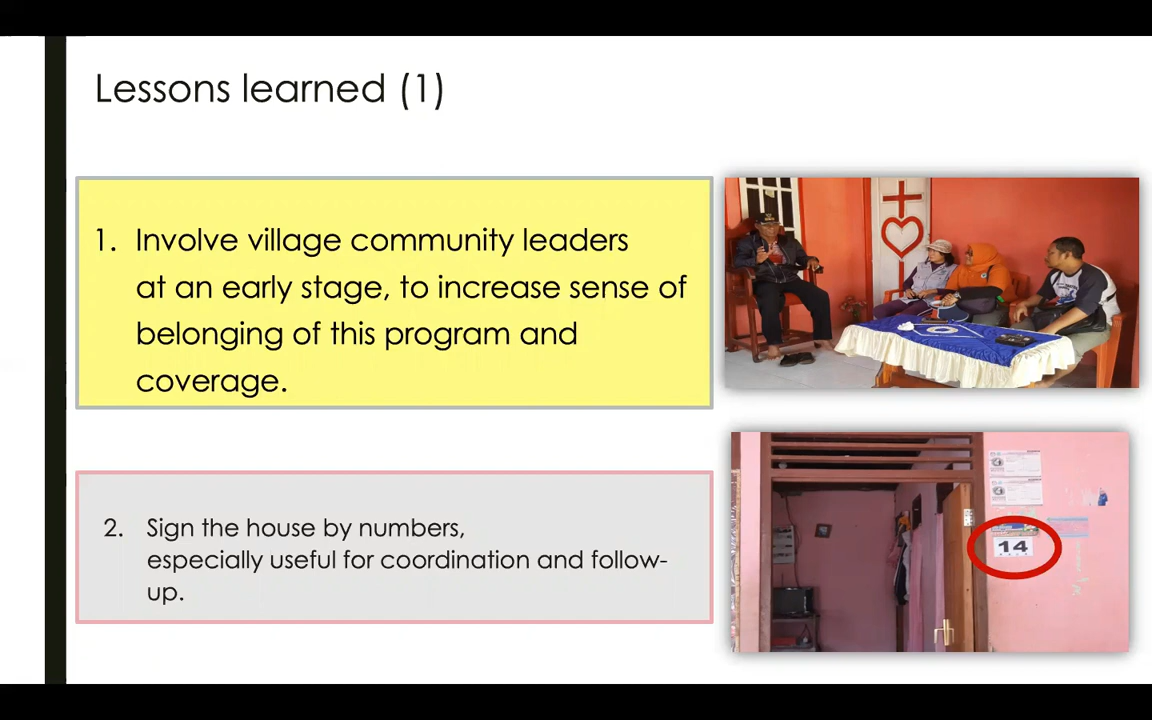 Lessons learned (1)
1. Involve village community leaders
at an early stage, to increase sense of
belonging of this program and
coverage.
2. Sign the house by numbers,
especially useful for coordination and follow-
up.
14